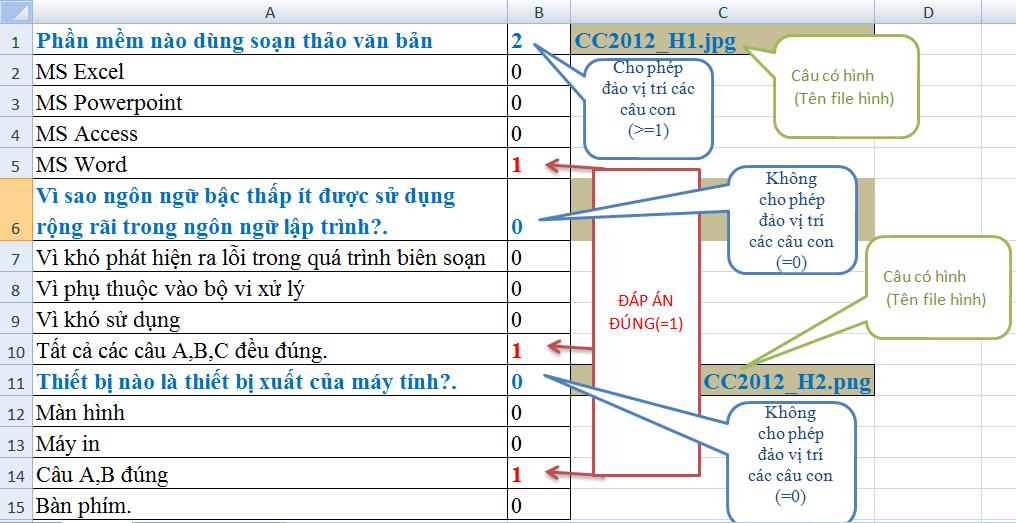 A B C D
1 Phần mềm nào dùng soạn thảo văn bản 2 CC2012_H1.jpg
2 MS Excel 0
3 MS Powerpoint 0
4 MS Access 0
5 MS Word 1
6 Vì sao ngôn ngữ bậc thấp ít được sử dụng
rộng rãi trong ngôn ngữ lập trình?. 0
7 Vì khó phát hiện ra lỗi trong quá trình biên soạn 0
8 Vì phụ thuộc vào bộ vi xử lý 0
9 Vì khó sử dụng 0
10 Tất cả các câu A,B,C đều đúng. 1
11 Thiết bị nào là thiết bị xuất của máy tính?. 0 CC2012_H2.png
12 Màn hình 0
13 Máy in 0
14 Câu A,B đúng 1
15 Bàn phím. 0
Cho phép
đảo vị trí các
câu con
(>=1)
Câu có hình
(Tên file hình)
Không
cho phép
đảo vị trí
các câu con
(=0)
ĐÁP ÁN
ĐÚNG(=1)
Câu có hình
(Tên file hình)
Không
cho phép
đảo vị trí
các câu con
(=0)